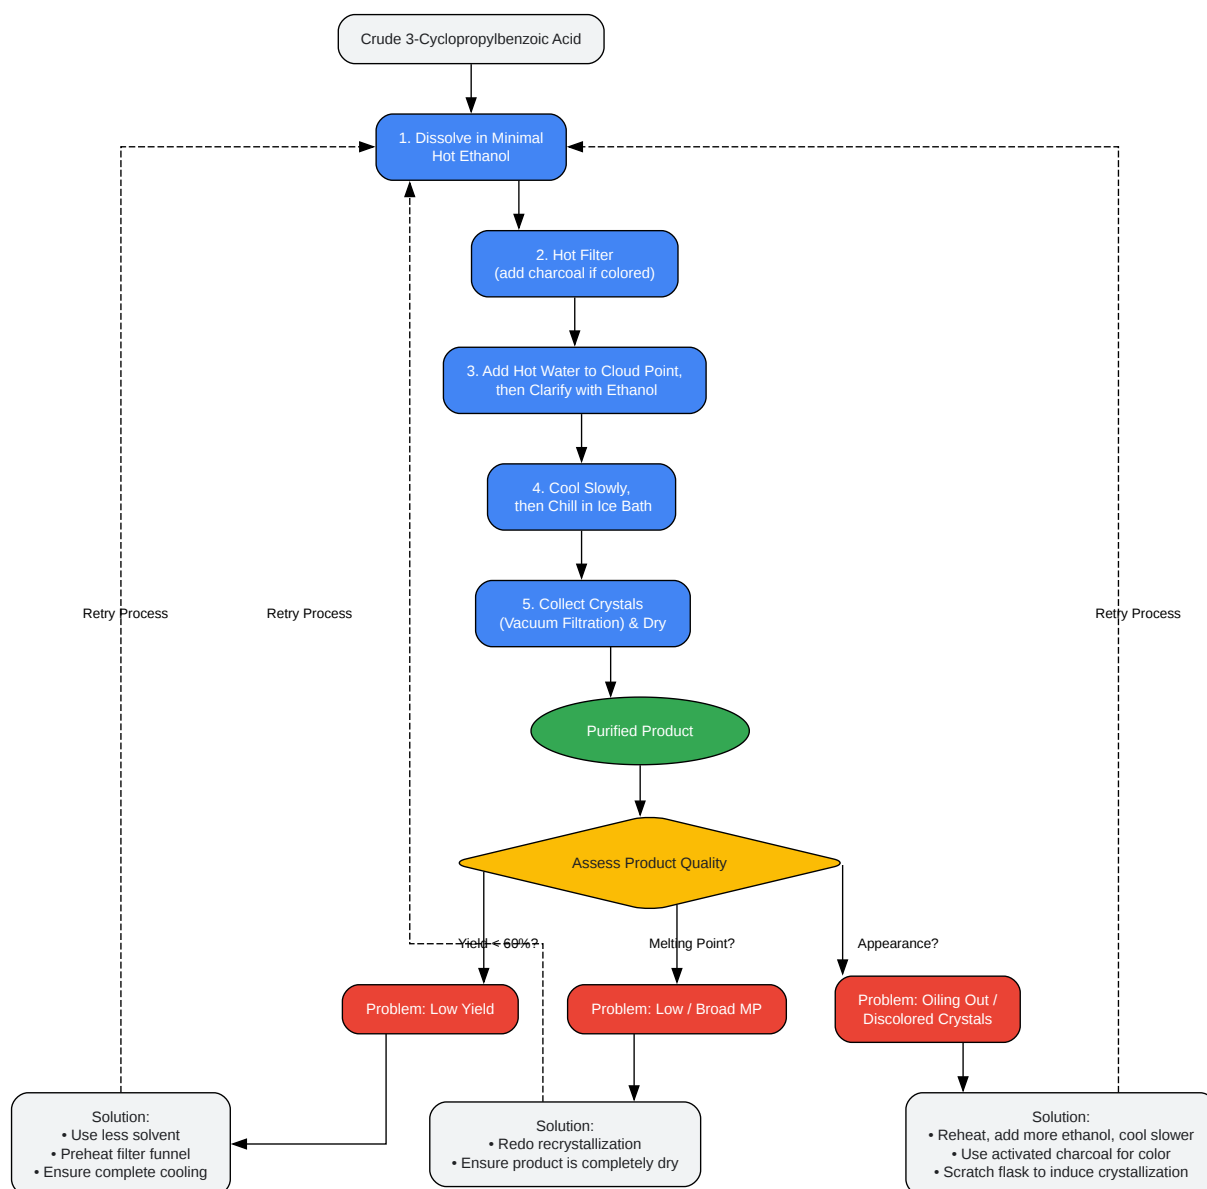 Crude 3-Cyclopropylbenzoic Acid
1. Dissolve in Minimal
Hot Ethanol
2. Hot Filter
(add charcoal if colored)
3. Add Hot Water to Cloud Point,
then Clarify with Ethanol
4. Cool Slowly,
then Chill in Ice Bath
5. Collect Crystals
(Vacuum Filtration) & Dry
Retry Process
Retry Process
Retry Process
Purified Product
Assess Product Quality
Yield < 60%?
Melting Point?
Appearance?
Problem: Low Yield
Problem: Low / Broad MP
Problem: Oiling Out /
Discolored Crystals
Solution:
• Use less solvent
• Preheat filter funnel
• Ensure complete cooling
Solution:
• Redo recrystallization
• Ensure product is completely dry
Solution:
• Reheat, add more ethanol, cool slower
• Use activated charcoal for color
• Scratch flask to induce crystallization